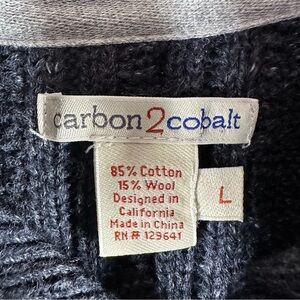 carbon2cobalt
85% Cotton
15% Wool
Designed in
California
Made in China
RN# 129641
L